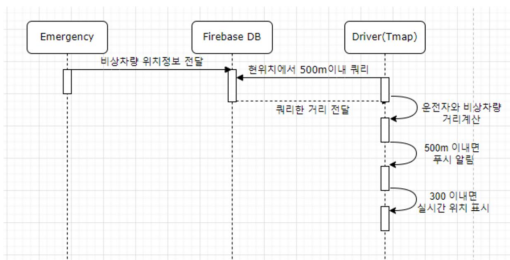 Emergency
Firebase DB
Driver(Tmap)
비상차량 위치정보 전달
현위치에서 500m이내 쿼리
쿼리한 거리 전달
운전자와 비상차량
거리계산
500m 이내면
푸시 알림
300 이내면
실시간 위치 표시